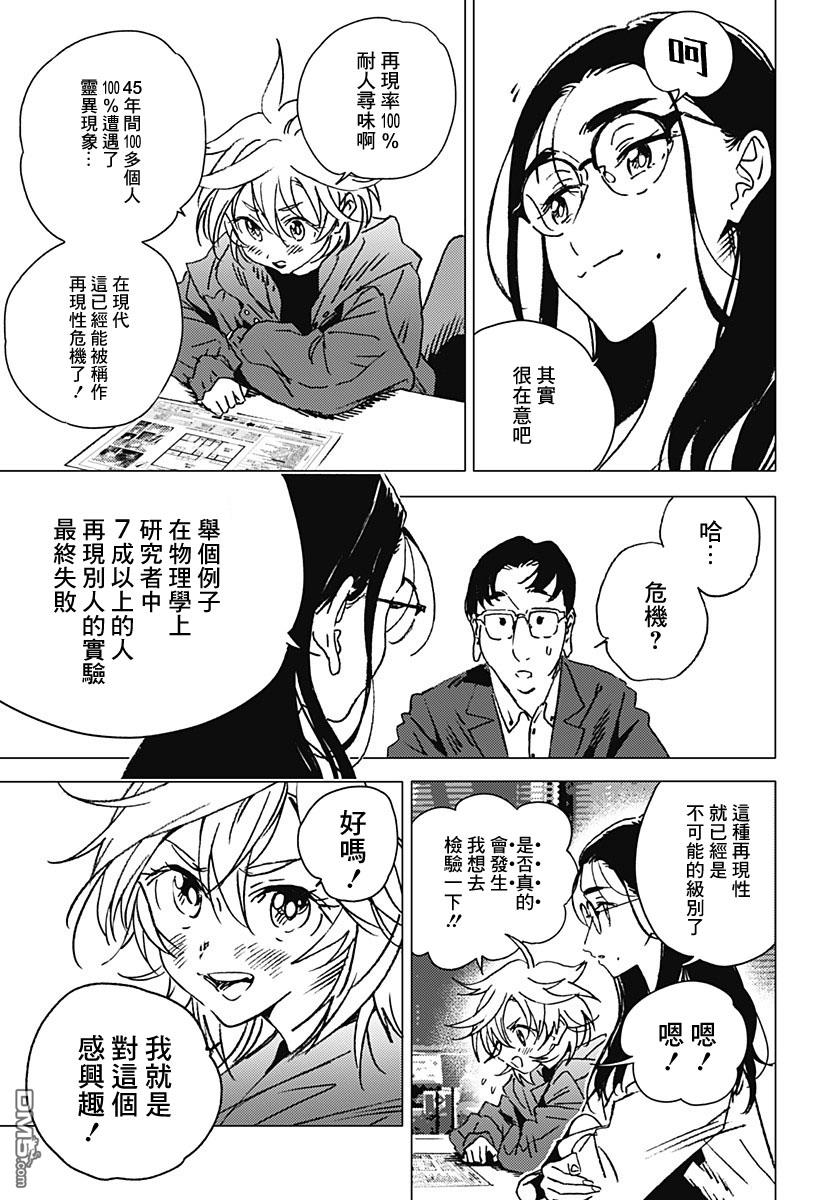 呵
其實
很在意吧
再現率100%
耐人尋味啊
45年間100多個人
100%遭遇了
靈異現象…
在現代
這已經能被稱作
再現性危機了！
哈…
危機？
舉個例子
在物理學上
研究者中
7成以上的人
再現別人的實驗
最終失敗
這種再現性
就已經是
不可能的級別了
嗯！
嗯！
是否真的
會發生
我想去
檢驗一下!!
好嗎！
我就是
對這個
感興趣！
DM5.com